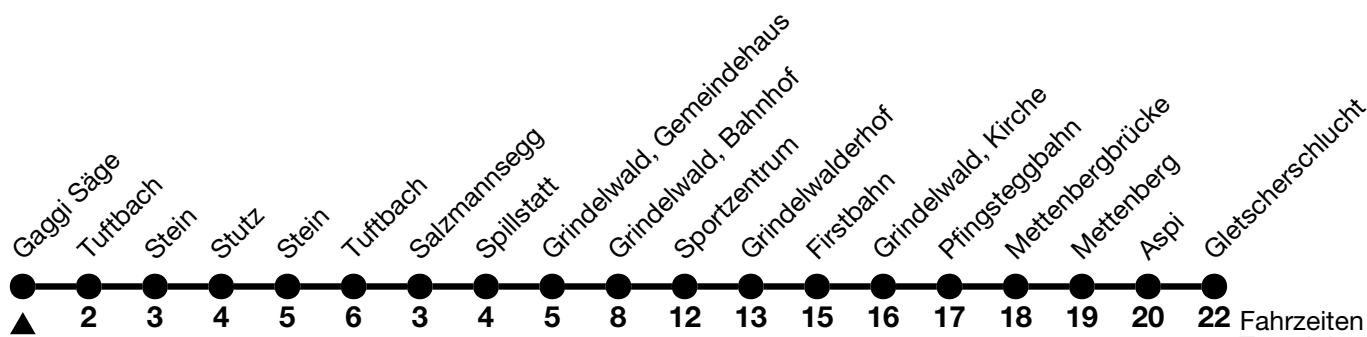 Gaggi Säge
Tuftbach
Stein
Stutz
Stein
Tuftbach
Salzmannsegg
Spillstatt
Grindelwald, Gemeindehaus
Grindelwald, Bahnhof
Sportzentrum
Grindelwalderhof
Firstbahn
Grindelwald, Kirche
Pfingsteggbahn
Mettenbergbrücke
Mettenberg
Aspi
Gletscherschlucht
2 3 4 5 6 3 4 5 8 12 13 15 16 17 18 19 20 22 Fahrzeiten